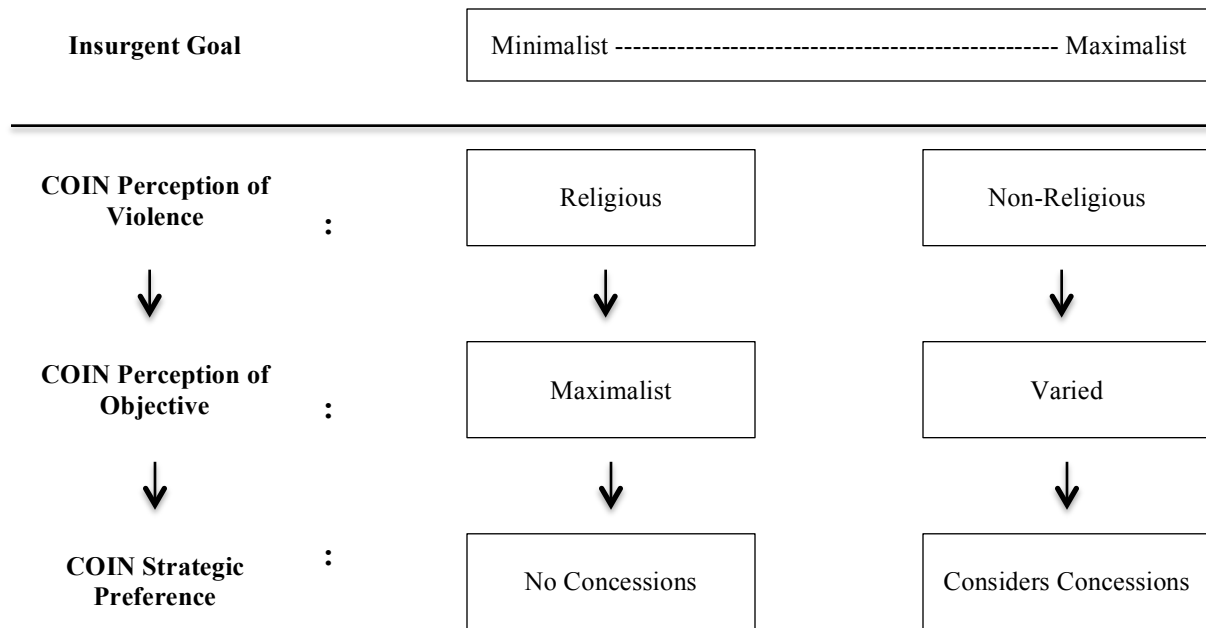 Insurgent Goal
Minimalist -------------------------------------------------- Maximalist
COIN Perception of
Violence
:
Religious
Non-Religious
COIN Perception of
Objective
:
Maximalist
Varied
COIN Strategic
Preference
:
No Concessions
Considers Concessions